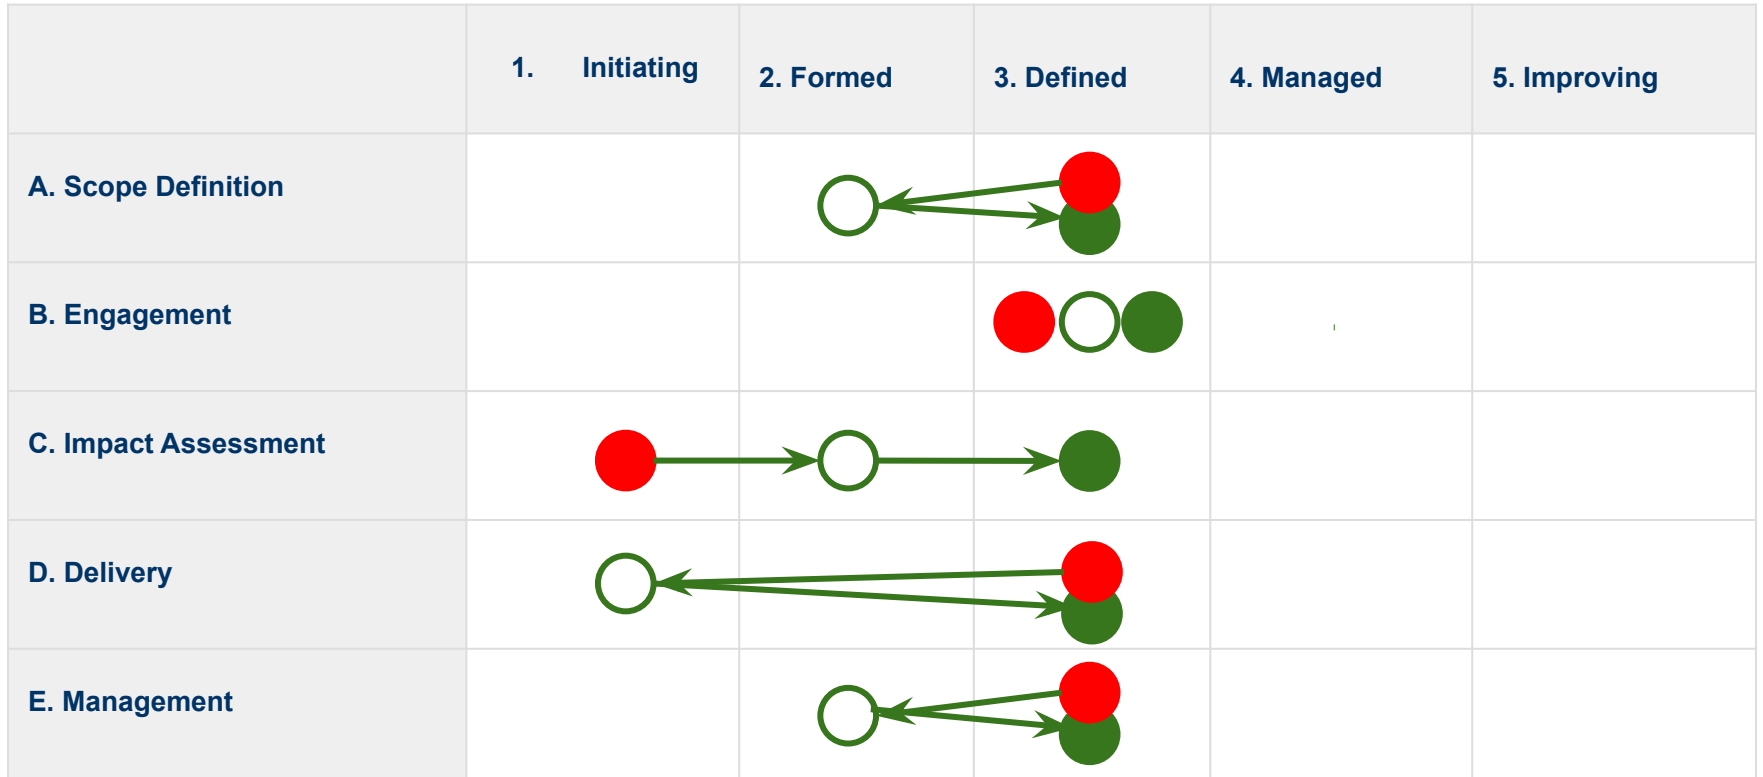 1. Initiating
2. Formed
3. Defined
4. Managed
5. Improving
A. Scope Definition
B. Engagement
C. Impact Assessment
D. Delivery
E. Management